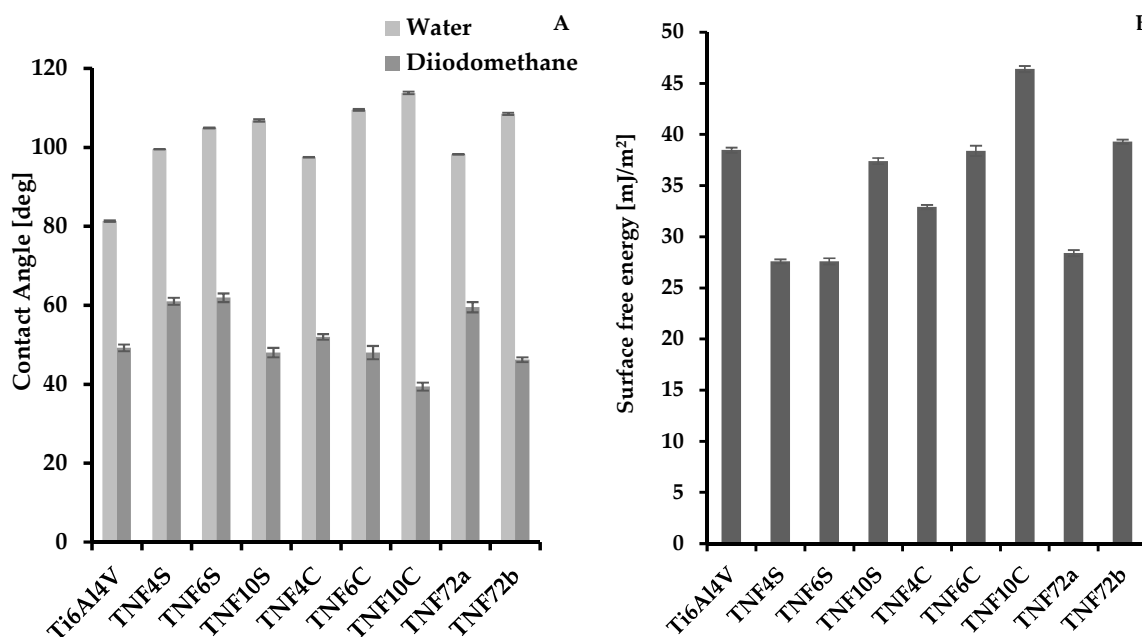 Water
Diiodomethane
A
Contact Angle [deg]
120
100
80
60
40
20
0
Ti6Al4V
TNF4S
TNF6S
TNF10S
TNF4C
TNF6C
TNF10C
TNF72a
TNF72b
Surface free energy [mJ/m²]
50
45
40
35
30
25
20
15
10
5
0
Ti6Al4V
TNF4S
TNF6S
TNF10S
TNF4C
TNF6C
TNF10C
TNF72a
TNF72b